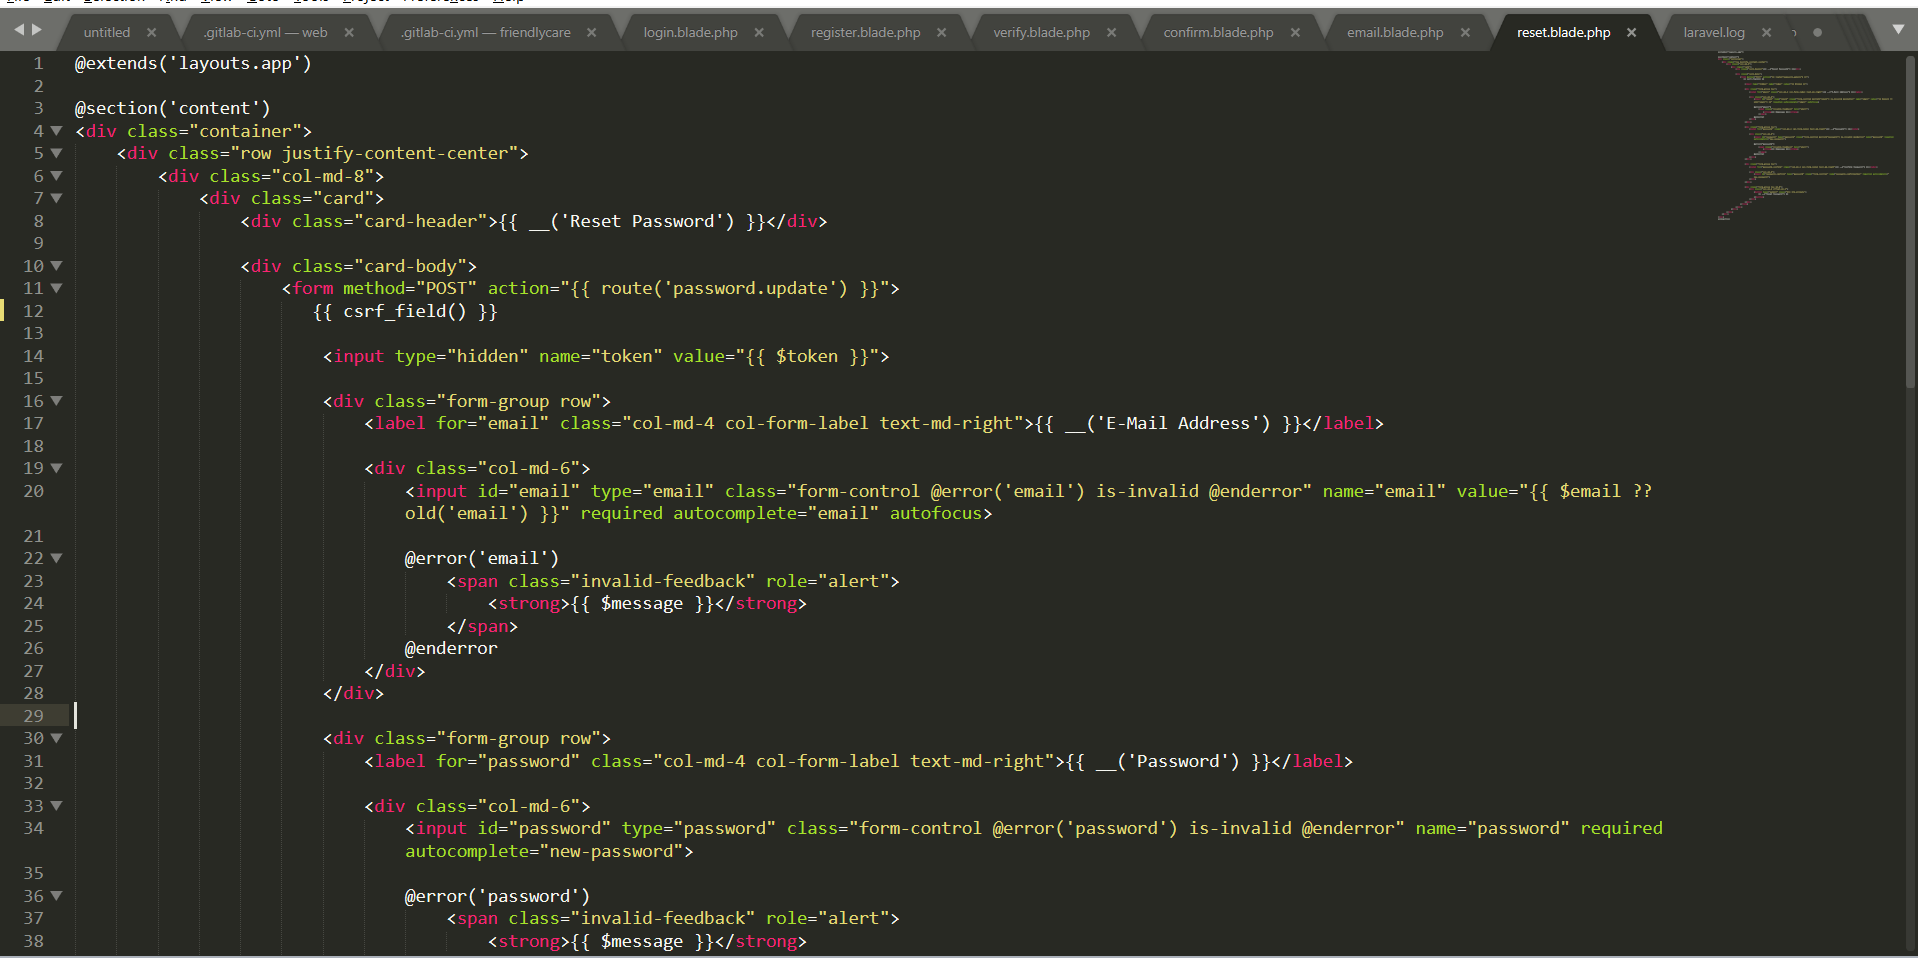 File Edit Selection Find View Goto Tools Project Preferences Help
untitled × .gitlab-ci.yml — web × .gitlab-ci.yml — friendlycare × login.blade.php × register.blade.php × verify.blade.php × confirm.blade.php × email.blade.php × reset.blade.php × laravel.log ×
1 @extends('layouts.app')
2
3 @section('content')
4 <div class="container">
5 <div class="row justify-content-center">
6 <div class="col-md-8">
7 <div class="card">
8 <div class="card-header">{{ __('Reset Password') }}</div>
9
10 <div class="card-body">
11 <form method="POST" action="{{ route('password.update') }}">
12 {{ csrf_field() }}
13
14 <input type="hidden" name="token" value="{{ $token }}">
15
16 <div class="form-group row">
17 <label for="email" class="col-md-4 col-form-label text-md-right">{{ __('E-Mail Address') }}</label>
18
19 <div class="col-md-6">
20 <input id="email" type="email" class="form-control @error('email') is-invalid @enderror" name="email" value="{{ $email ??
old('email') }}" required autocomplete="email" autofocus>
21
22 @error('email')
23 <span class="invalid-feedback" role="alert">
24 <strong>{{ $message }}</strong>
25 </span>
26 @enderror
27 </div>
28 </div>
29
30 <div class="form-group row">
31 <label for="password" class="col-md-4 col-form-label text-md-right">{{ __('Password') }}</label>
32
33 <div class="col-md-6">
34 <input id="password" type="password" class="form-control @error('password') is-invalid @enderror" name="password" required
autocomplete="new-password">
35
36 @error('password')
37 <span class="invalid-feedback" role="alert">
38 <strong>{{ $message }}</strong>